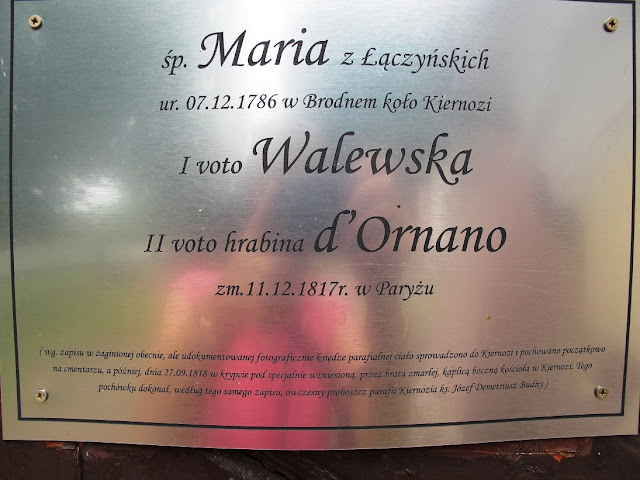 śp. Maria z Łączyńskich
ur. 07.12.1786 w Brodnem koło Kiernozi
I voto Walewska
II voto hrabina d'Ornano
zm.11.12.1817r. w Paryżu
( wg. zapisu w zaginionej obecnie, ale udokumentowanej fotograficznie księdze parafialnej ciało sprowadzono do Kiernozi i pochowano początkowo
na cmentarzu, a później, dnia 27.09.1818 w krypcie pod specjalnie wzniesioną, przez brata zmarłej, kaplicą boczną kościoła w Kiernozi. Tego
pochówku dokonał, według tego samego zapisu, ówczesny proboszcz parafii Kiernozia ks. Józef Demetriusz Budny )